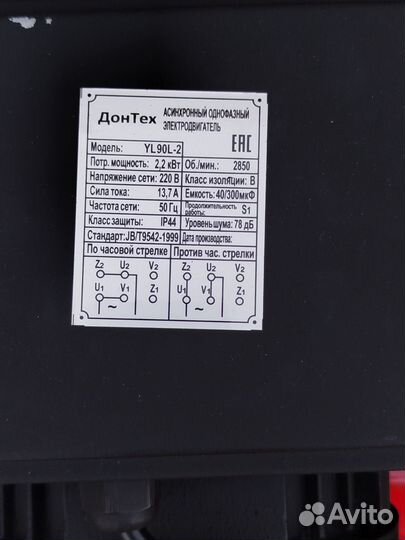 ДонТех
АСИНХРОННЫЙ ОДНОФАЗНЫЙ
ЭЛЕКТРОДВИГАТЕЛЬ
EAC
Модель: YL90L-2
Потр. мощность: 2,2 кВт Об./мин.: 2850
Напряжение сети: 220 В Класс изоляции: B
Сила тока: 13,7 А Емкость: 40/300мкФ
Частота сети: 50 Гц Продолжительность работы: S1
Класс защиты: IP44 Уровень шума: 78 дБ
Стандарт: JB/T9542-1999 Дата производства:
По часовой стрелке Против час. стрелки
Z2 U2 V2 Z2 U2 V2
U1 V1 Z1 U1 V1 Z1
~ ~
Avito